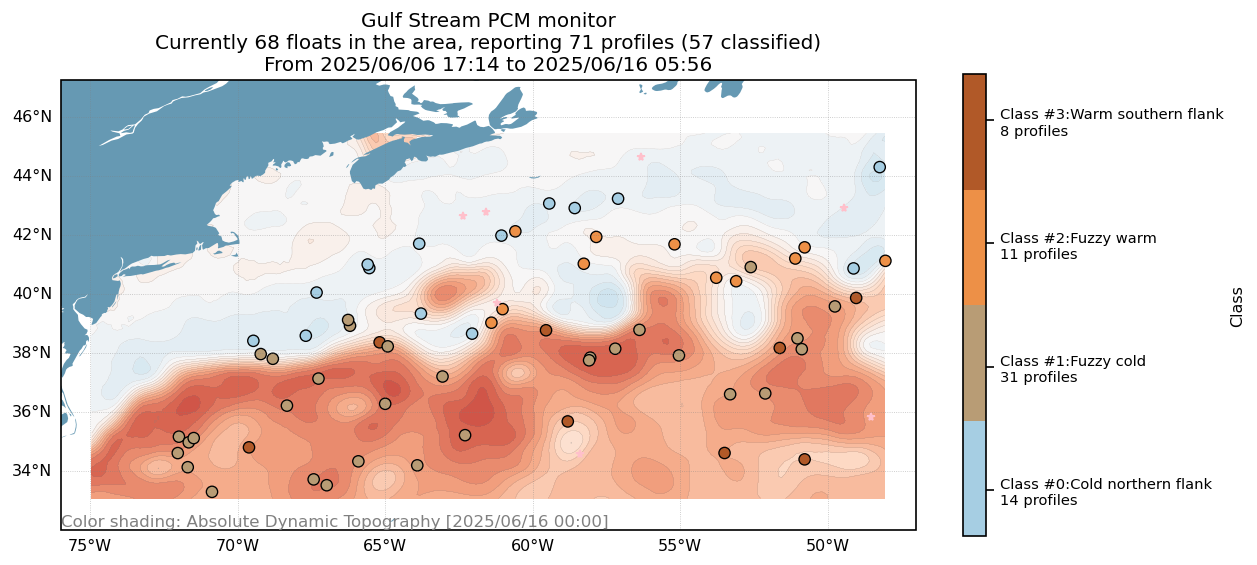 Gulf Stream PCM monitor
Currently 68 floats in the area, reporting 71 profiles (57 classified)
From 2025/06/06 17:14 to 2025/06/16 05:56
46°N
44°N
42°N
40°N
38°N
36°N
34°N
75°W
70°W
65°W
60°W
55°W
50°W
Color shading: Absolute Dynamic Topography [2025/06/16 00:00]
Class #3:Warm southern flank
8 profiles
Class #2:Fuzzy warm
11 profiles
Class #1:Fuzzy cold
31 profiles
Class #0:Cold northern flank
14 profiles
Class